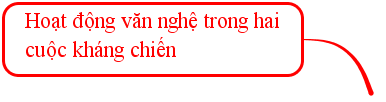 Hoạt động văn nghệ trong hai
cuộc kháng chiến